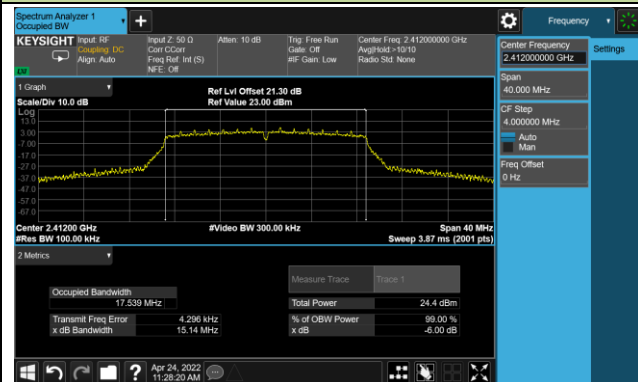 Spectrum Analyzer 1
Occupied BW
Frequency
KEYSIGHT
Input: RF
Coupling: DC
Align: Auto
Input Z: 50 Ω
Corr CCorr
Freq Ref: Int (S)
NFE: Off
Atten: 10 dB
Trig: Free Run
Gate: Off
#IF Gain: Low
Center Freq: 2.412000000 GHz
Avg|Hold:>10/10
Radio Std: None
Center Frequency
2.412000000 GHz
Settings
Span
40.000 MHz
CF Step
4.000000 MHz
Auto
Man
Freq Offset
0 Hz
1 Graph
Scale/Div 10.0 dB
Ref Lvl Offset 21.30 dB
Ref Value 23.00 dBm
Log
13.0
3.00
-7.00
-17.0
-27.0
-37.0
-47.0
-57.0
-67.0
Center 2.41200 GHz
#Res BW 100.00 kHz
#Video BW 300.00 kHz
Span 40 MHz
Sweep 3.87 ms (2001 pts)
2 Metrics
Measure Trace
Trace 1
Occupied Bandwidth
17.539 MHz
Total Power
24.4 dBm
Transmit Freq Error
4.296 kHz
% of OBW Power
99.00 %
x dB Bandwidth
15.14 MHz
x dB
-6.00 dB
?
Apr 24, 2022
11:28:20 AM